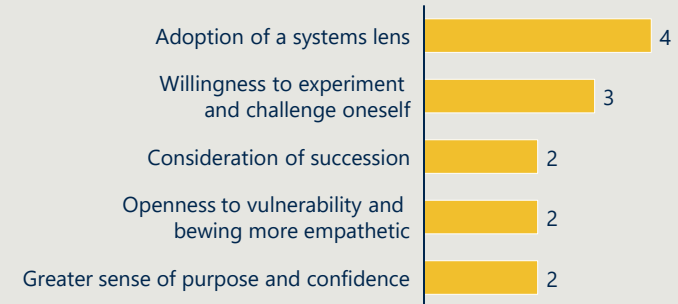 Adoption of a systems lens 4
Willingness to experiment
and challenge oneself 3
Consideration of succession 2
Openness to vulnerability and
bewing more empathetic 2
Greater sense of purpose and confidence 2